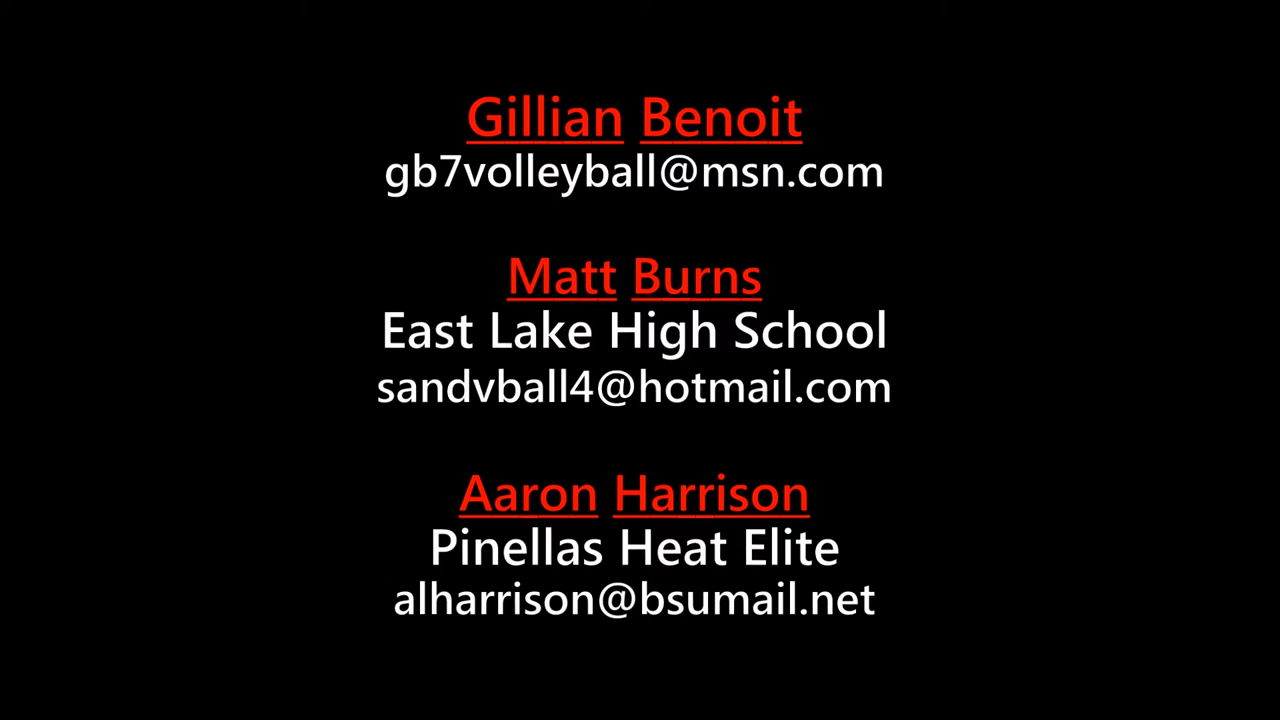 Gillian Benoit
gb7volleyball@msn.com
Matt Burns
East Lake High School
sandvball4@hotmail.com
Aaron Harrison
Pinellas Heat Elite
alharrison@bsumail.net